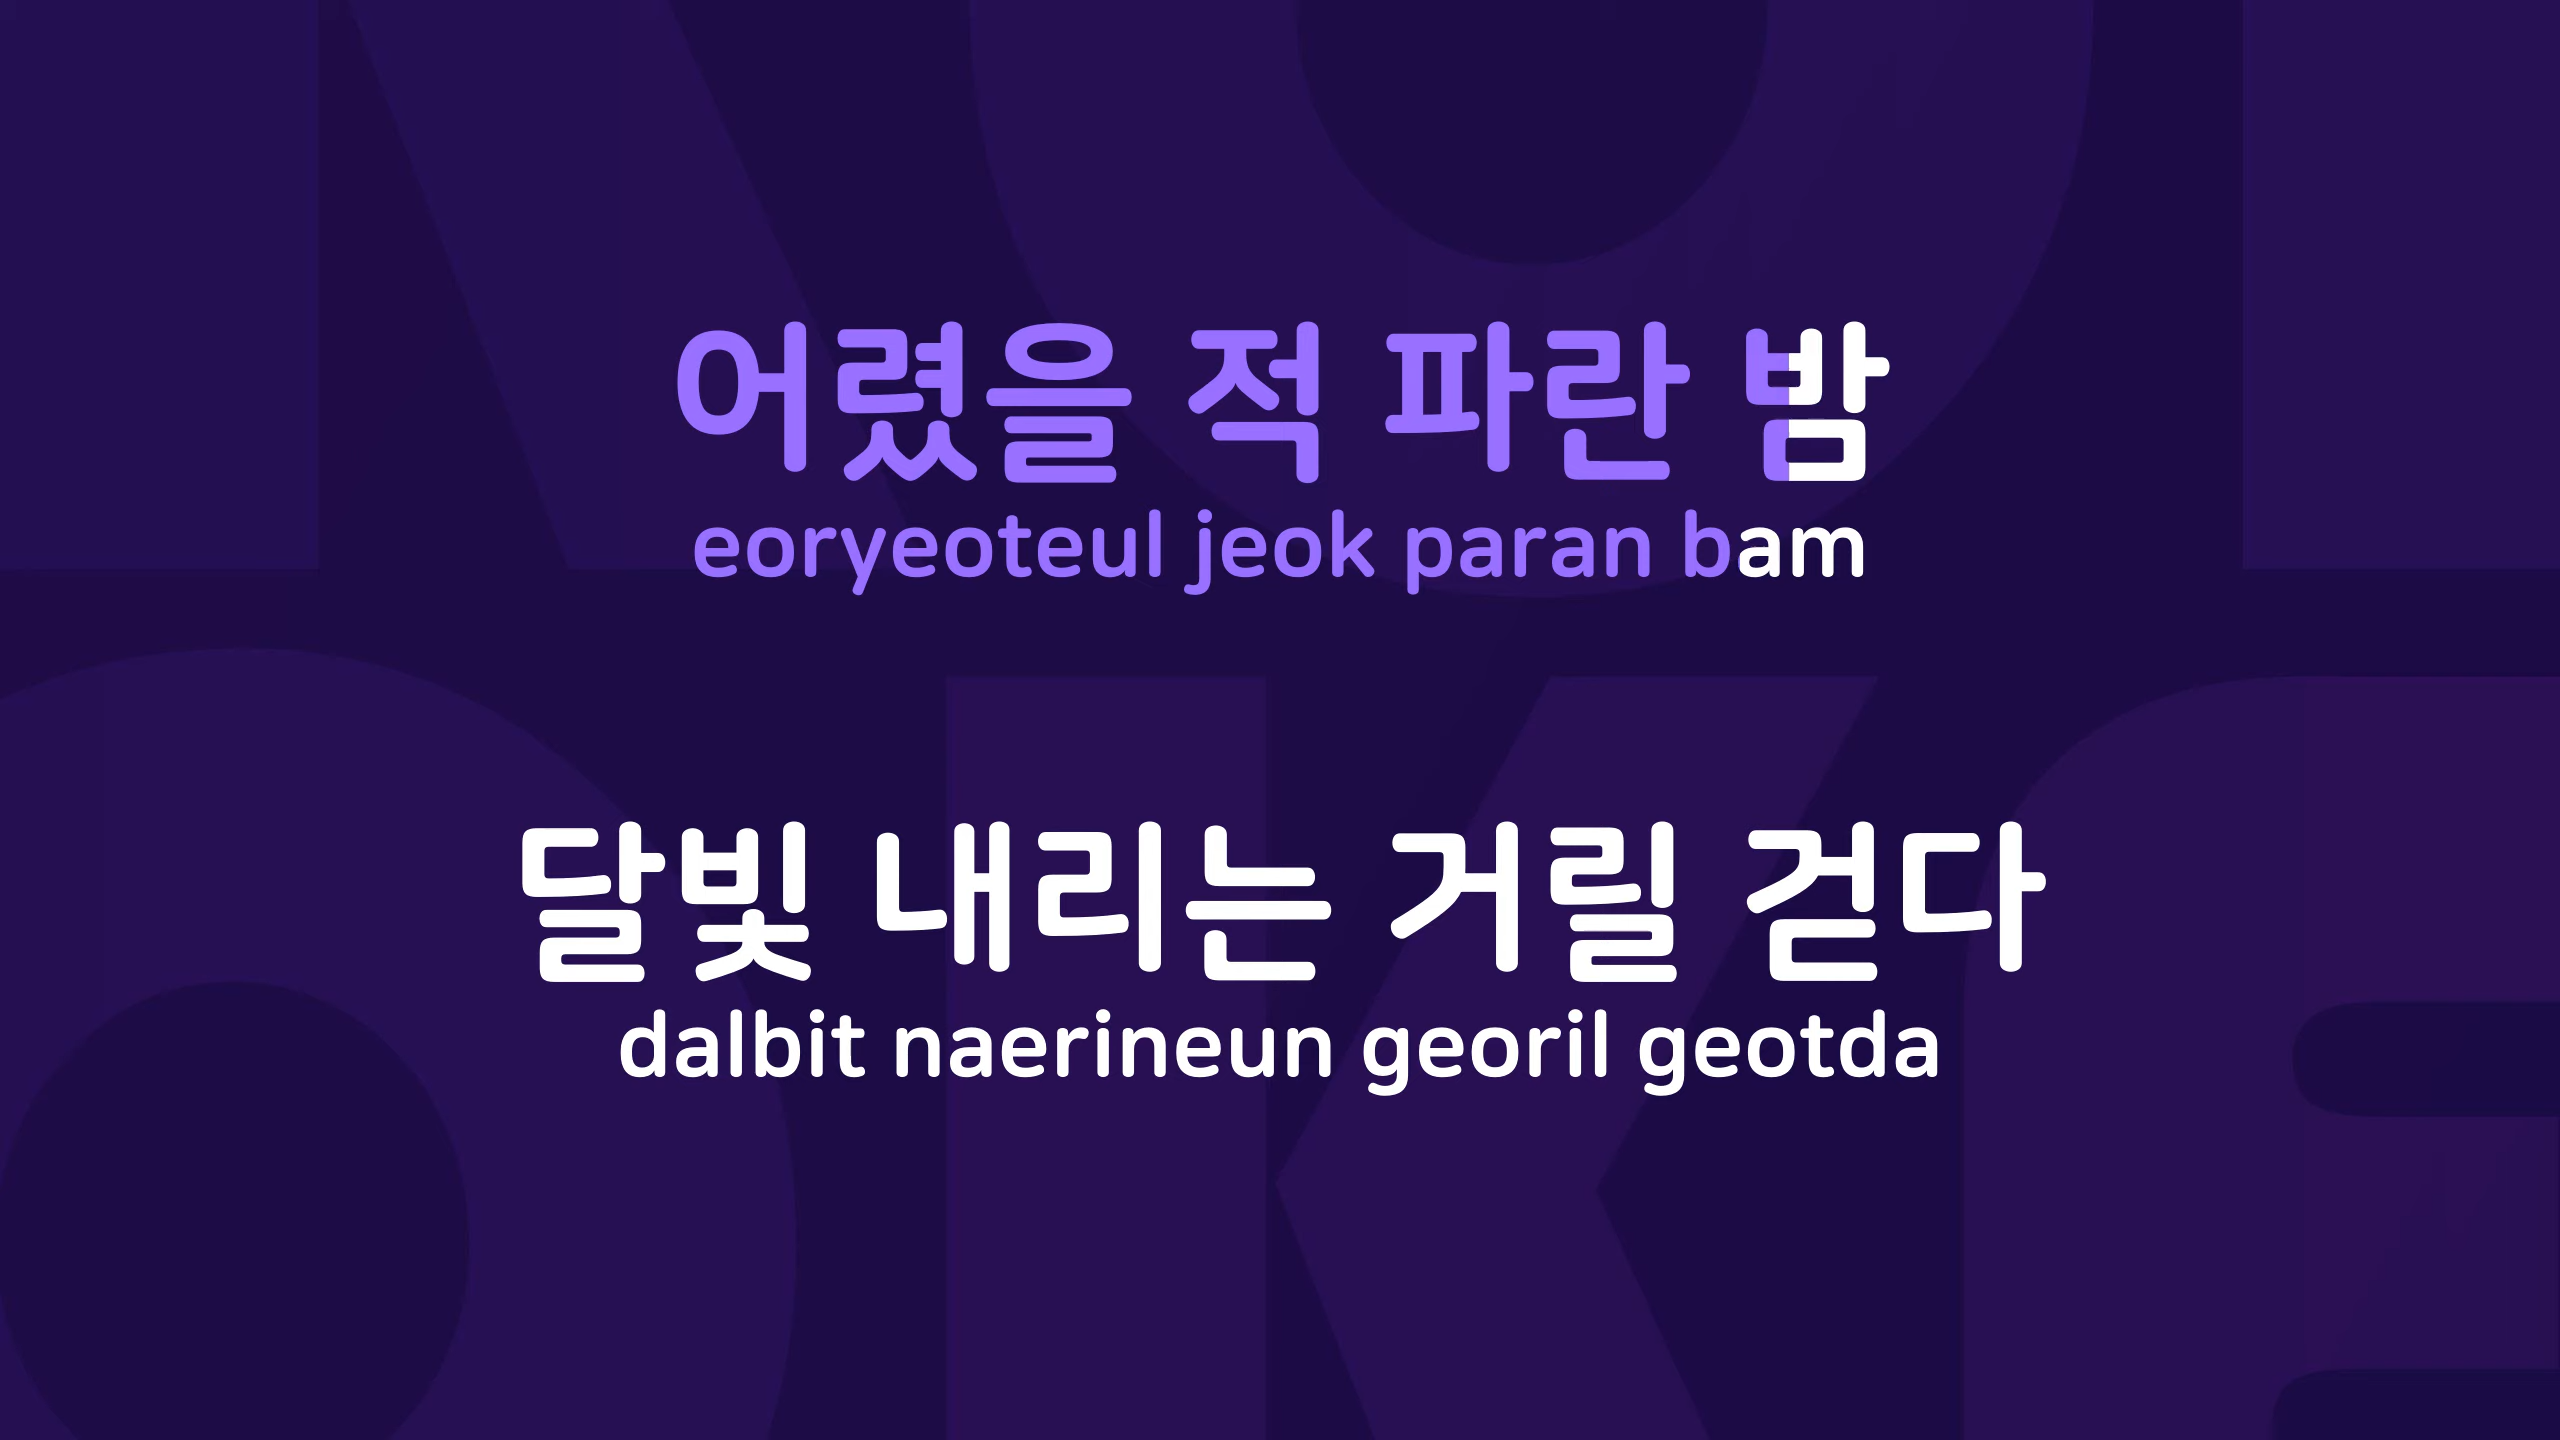 어렸을 적 파란 밤
eoryeoteul jeok paran bam
달빛 내리는 거릴 걷다
dalbit naerineun georil geotda